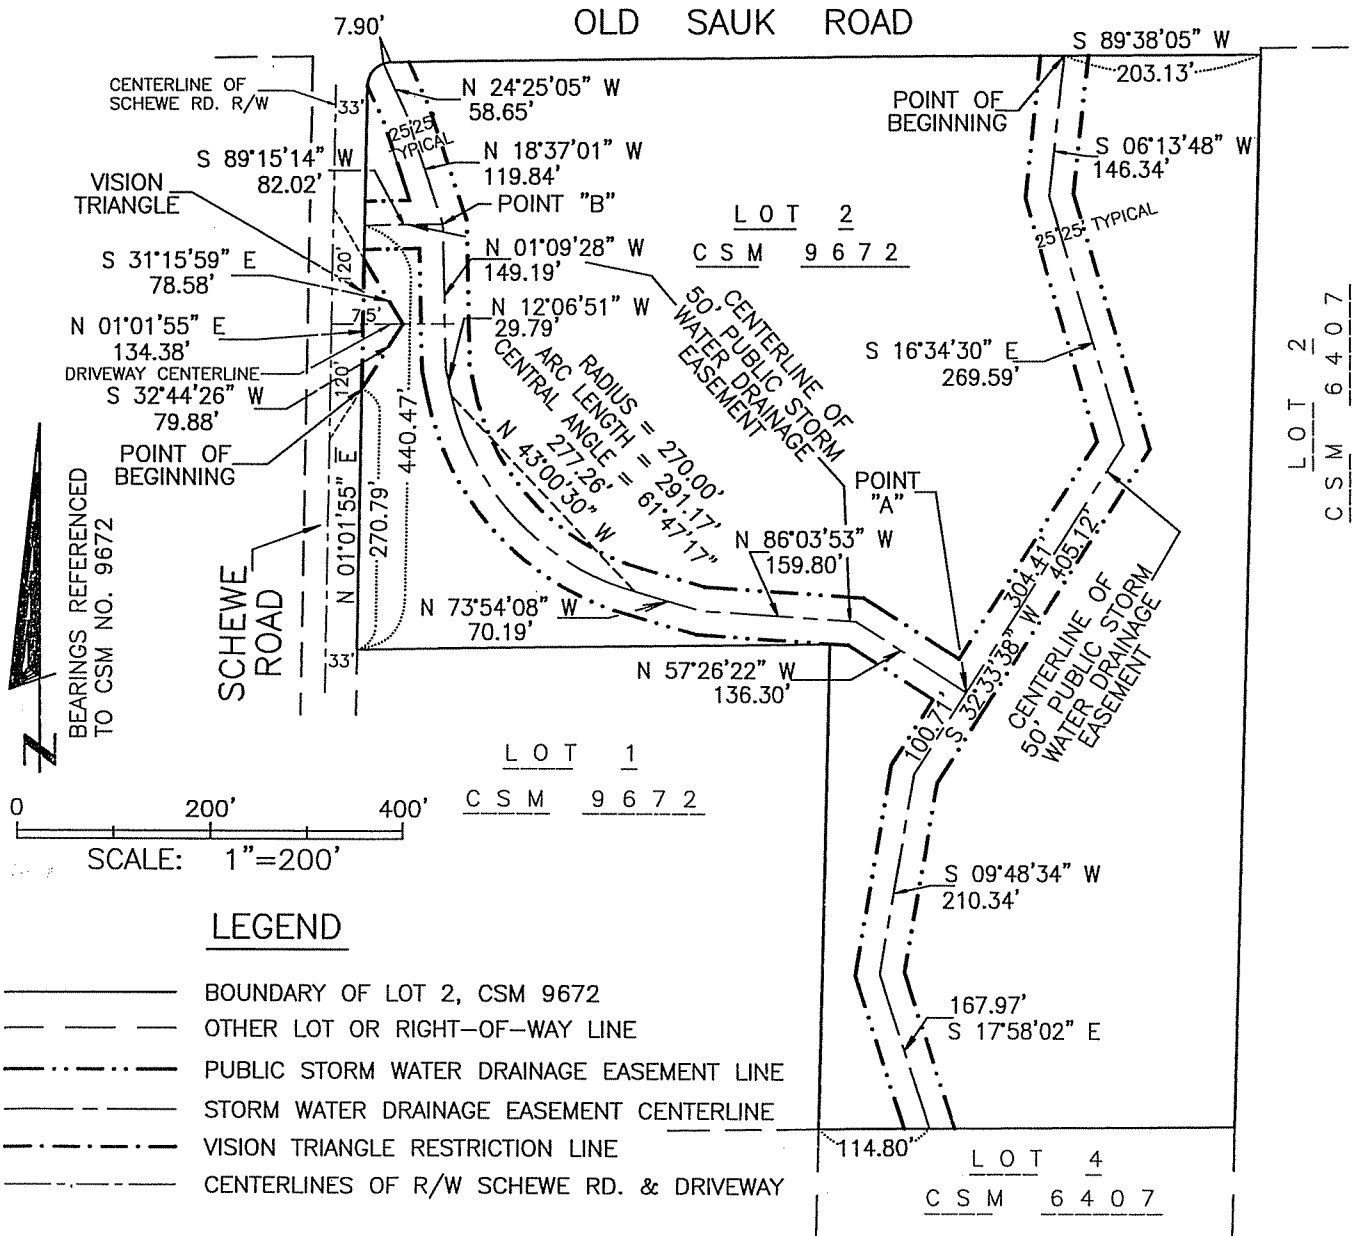 OLD SAUK ROAD
7.90'
S 89°38'05" W
203.13'
CENTERLINE OF
SCHEWE RD. R/W
33'
N 24°25'05" W
58.65'
POINT OF
BEGINNING
25'25'
TYPICAL
S 06°13'48" W
146.34'
S 89°15'14" W
82.02'
N 18°37'01" W
119.84'
VISION
TRIANGLE
POINT "B"
LOT 2
CSM 9672
25'25' TYPICAL
S 31°15'59" E
78.58'
120'
N 01°09'28" W
149.19'
CENTERLINE OF
50' PUBLIC STORM
WATER DRAINAGE
EASEMENT
N 01°01'55" E
134.38'
75'
N 12°06'51" W
29.79'
S 16°34'30" E
269.59'
LOT 2
CSM 6407
DRIVEWAY CENTERLINE
120'
S 32°44'26" W
79.88'
RADIUS = 270.00'
ARC LENGTH = 291.17'
CENTRAL ANGLE = 61°47'17"
277.26'
N 43°00'30" W
440.47'
POINT OF
BEGINNING
N 01°01'55" E
270.79'
POINT
"A"
BEARINGS REFERENCED
TO CSM NO. 9672
N
SCHEWE
ROAD
33'
N 86°03'53" W
159.80'
304.41'
405.12'
S 32°33'38" W
100.71'
CENTERLINE OF
50' PUBLIC STORM
WATER DRAINAGE
EASEMENT
N 73°54'08" W
70.19'
N 57°26'22" W
136.30'
LOT 1
CSM 9672
0 200' 400'
SCALE: 1"=200'
S 09°48'34" W
210.34'
LEGEND
BOUNDARY OF LOT 2, CSM 9672
OTHER LOT OR RIGHT-OF-WAY LINE
PUBLIC STORM WATER DRAINAGE EASEMENT LINE
STORM WATER DRAINAGE EASEMENT CENTERLINE
VISION TRIANGLE RESTRICTION LINE
CENTERLINES OF R/W SCHEWE RD. & DRIVEWAY
167.97'
S 17°58'02" E
114.80'
LOT 4
CSM 6407